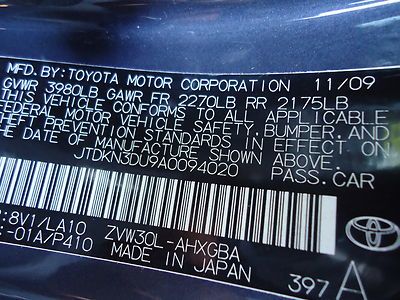 MFD.BY:TOYOTA MOTOR CORPORATION 11/09
GVWR 3980LB GAWR FR 2270LB RR 2175LB
THIS VEHICLE CONFORMS TO ALL APPLICABLE
FEDERAL MOTOR VEHICLE SAFETY,BUMPER,AND
THEFT PREVENTION STANDARDS IN EFFECT
ON THE DATE OF MANUFACTURE SHOWN ABOVE.
JTDKN3DU9A0094020 PASS.CAR
:8V1/LA10 ZVW30L-AHXGBA
:-01A/P410 MADE IN JAPAN
TOYOTA
397 A